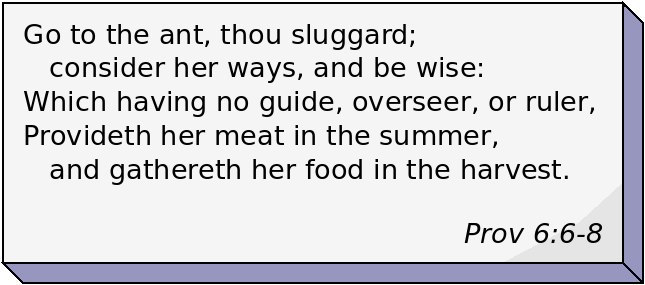 Go to the ant, thou sluggard;
consider her ways, and be wise:
Which having no guide, overseer, or ruler,
Provideth her meat in the summer,
and gathereth her food in the harvest.
Prov 6:6-8